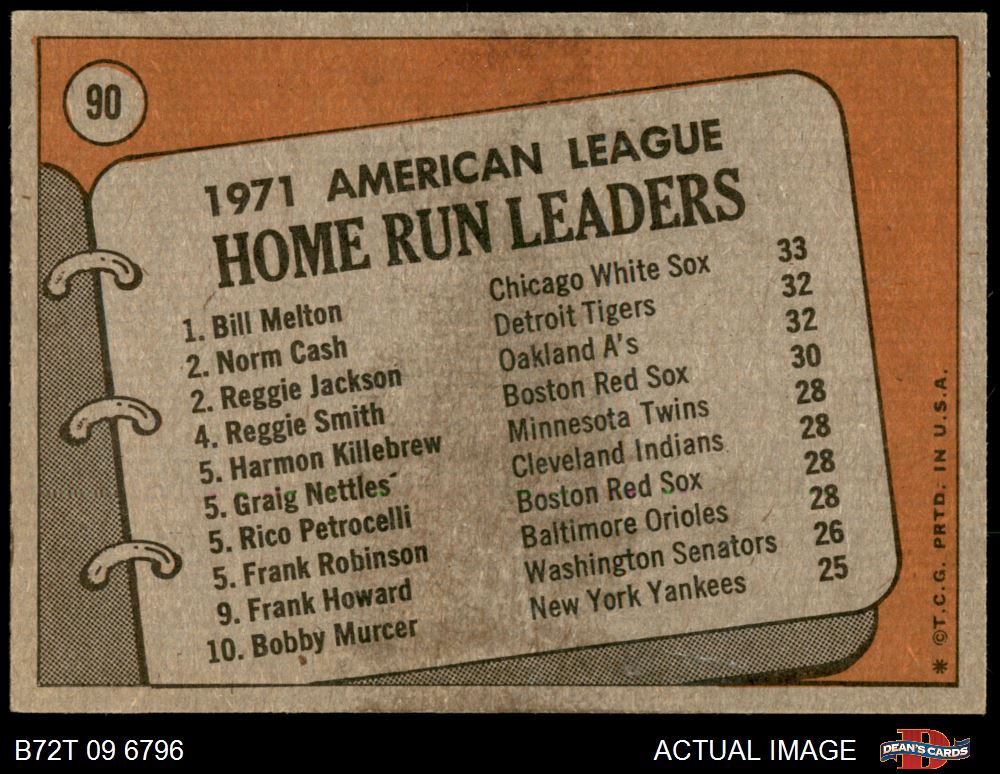 90
1971 AMERICAN LEAGUE
HOME RUN LEADERS
1. Bill Melton Chicago White Sox 33
2. Norm Cash Detroit Tigers 32
2. Reggie Jackson Oakland A's 32
4. Reggie Smith Boston Red Sox 30
5. Harmon Killebrew Minnesota Twins 28
5. Graig Nettles Cleveland Indians 28
5. Rico Petrocelli Boston Red Sox 28
5. Frank Robinson Baltimore Orioles 28
9. Frank Howard Washington Senators 26
10. Bobby Murcer New York Yankees 25
* ©T.C.G. PRTD. IN U.S.A.
B72T 09 6796 ACTUAL IMAGE
D
DEAN'S CARDS